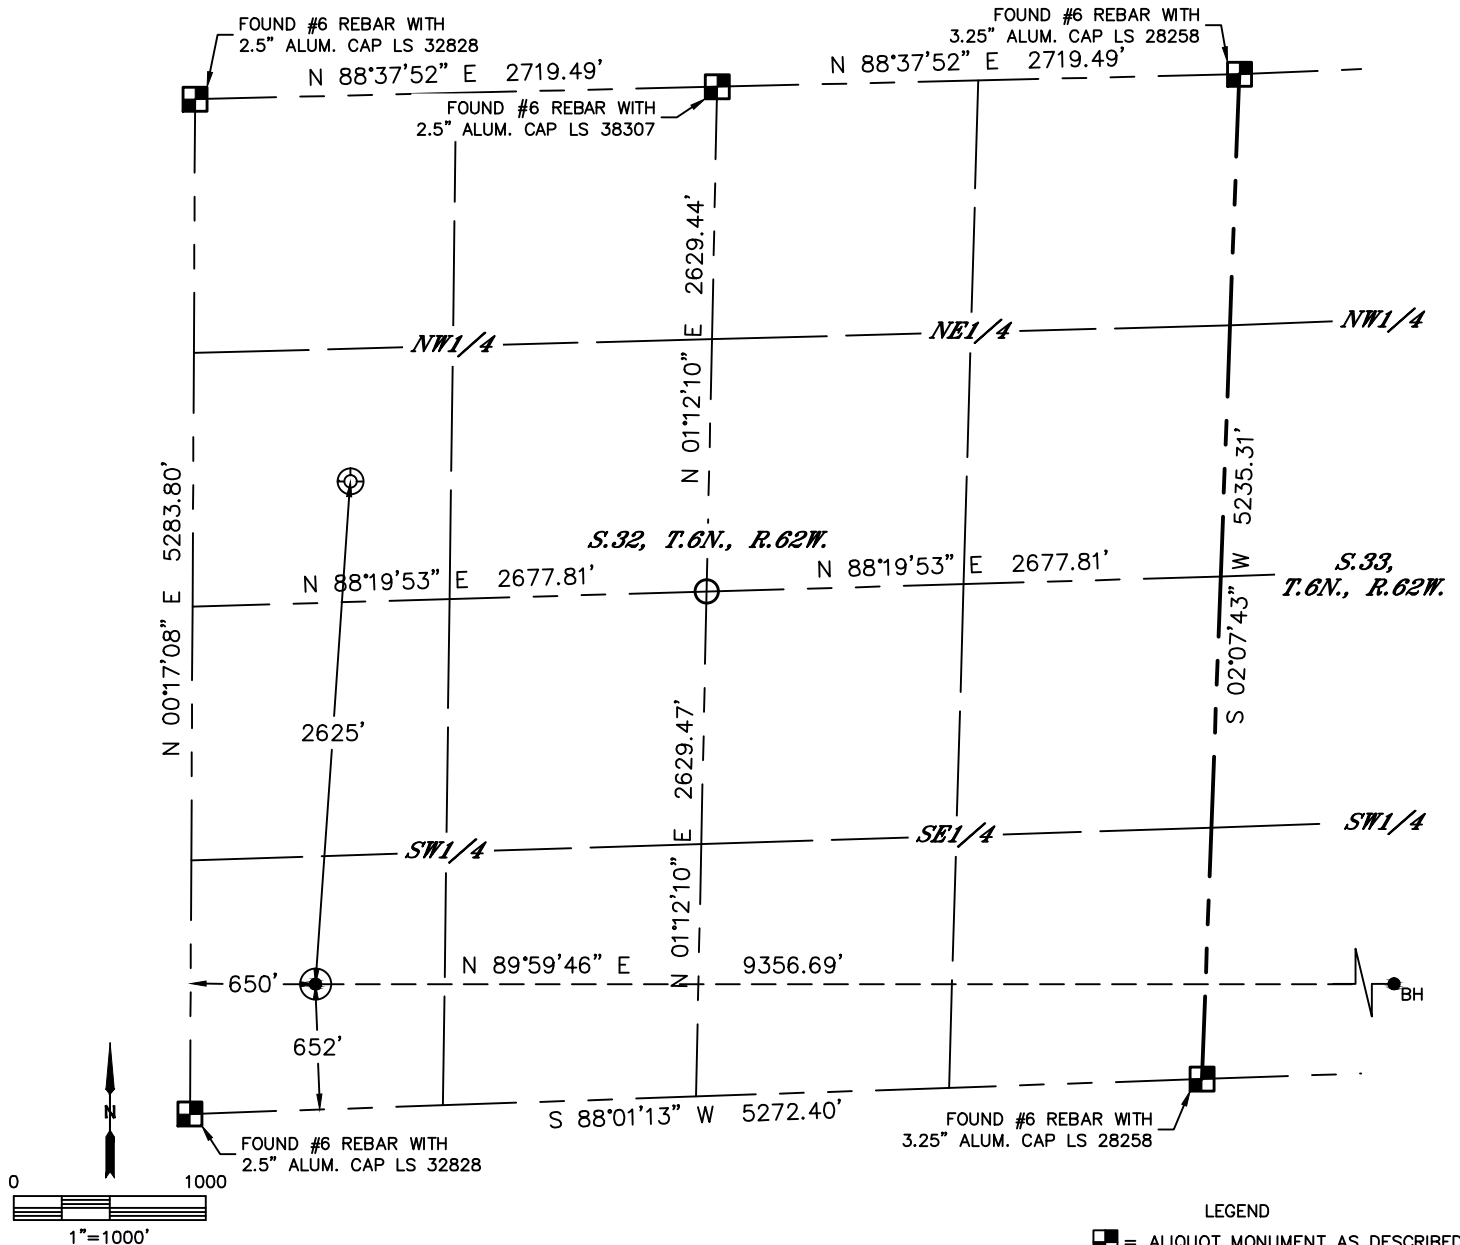 FOUND #6 REBAR WITH
2.5" ALUM. CAP LS 32828
FOUND #6 REBAR WITH
3.25" ALUM. CAP LS 28258
N 88°37'52" E 2719.49'
N 88°37'52" E 2719.49'
FOUND #6 REBAR WITH
2.5" ALUM. CAP LS 38307
N 01°12'10" E 2629.44'
NW1/4
NE1/4
NW1/4
N 00°17'08" E 5283.80'
S 02°07'43" W 5235.31'
S.32, T.6N., R.62W.
N 88°19'53" E 2677.81'
N 88°19'53" E 2677.81'
S.33,
T.6N., R.62W.
2625'
N 01°12'10" E 2629.47'
SW1/4
SE1/4
SW1/4
N 89°59'46" E 9356.69'
650'
BH
652'
N
S 88°01'13" W 5272.40'
FOUND #6 REBAR WITH
2.5" ALUM. CAP LS 32828
FOUND #6 REBAR WITH
3.25" ALUM. CAP LS 28258
0 1000
1"=1000'
LEGEND
= ALIQUOT MONUMENT AS DESCRIBED